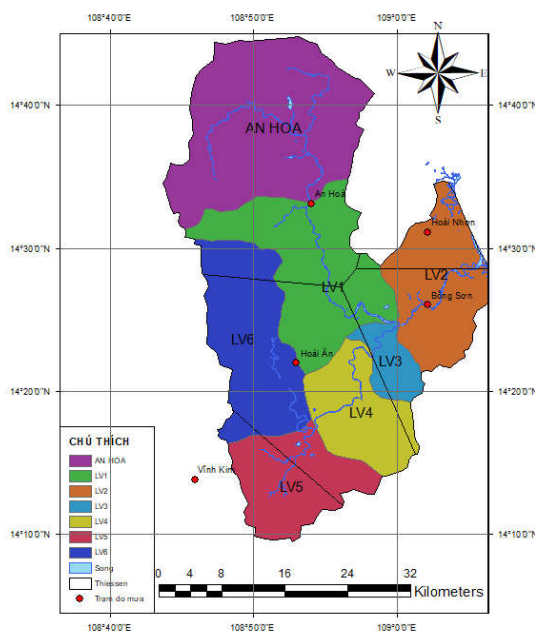 108°40'0"E 108°50'0"E 109°0'0"E
N
W E
S
14°40'0"N 14°40'0"N
AN HOA
An Hoà
Hoài Nhơn
14°30'0"N 14°30'0"N
LV1
LV2
Bồng Sơn
LV6
LV3
Hoài Ân
14°20'0"N 14°20'0"N
LV4
CHÚ THÍCH
AN HOA
LV1
LV2
LV3
LV4
LV5
LV6
Song
Thiessen
Trạm đo mưa
Vĩnh Kim
LV5
14°10'0"N 14°10'0"N
0 4 8 16 24 32
Kilometers
108°40'0"E 108°50'0"E 109°0'0"E